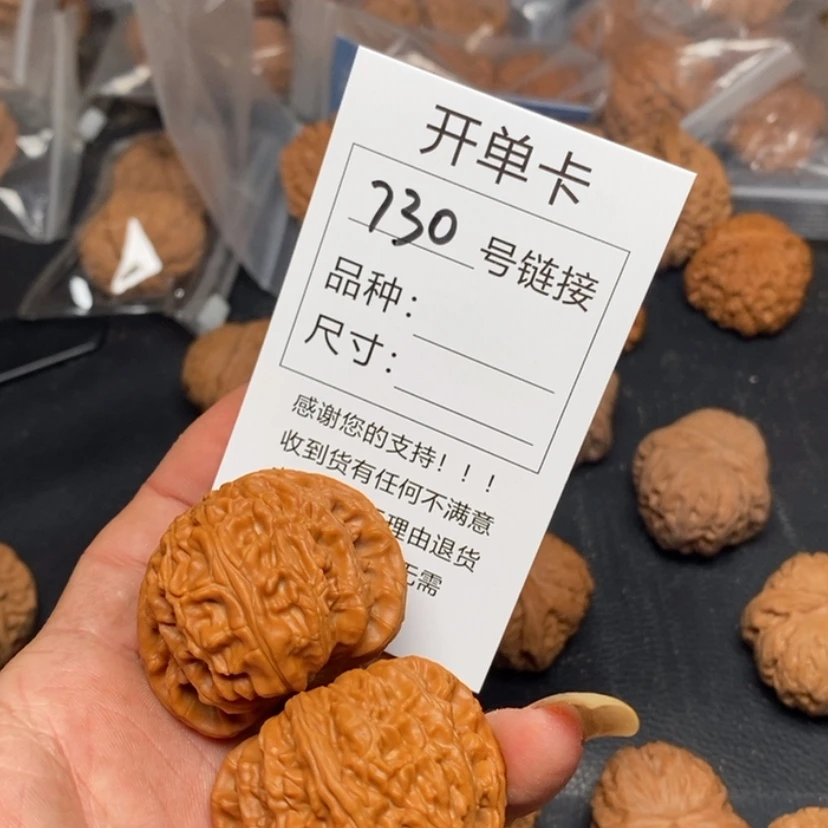 开单卡
730 号链接
品种：
尺寸：
感谢您的支持！！！
收到货有任何不满意
理由退货
需